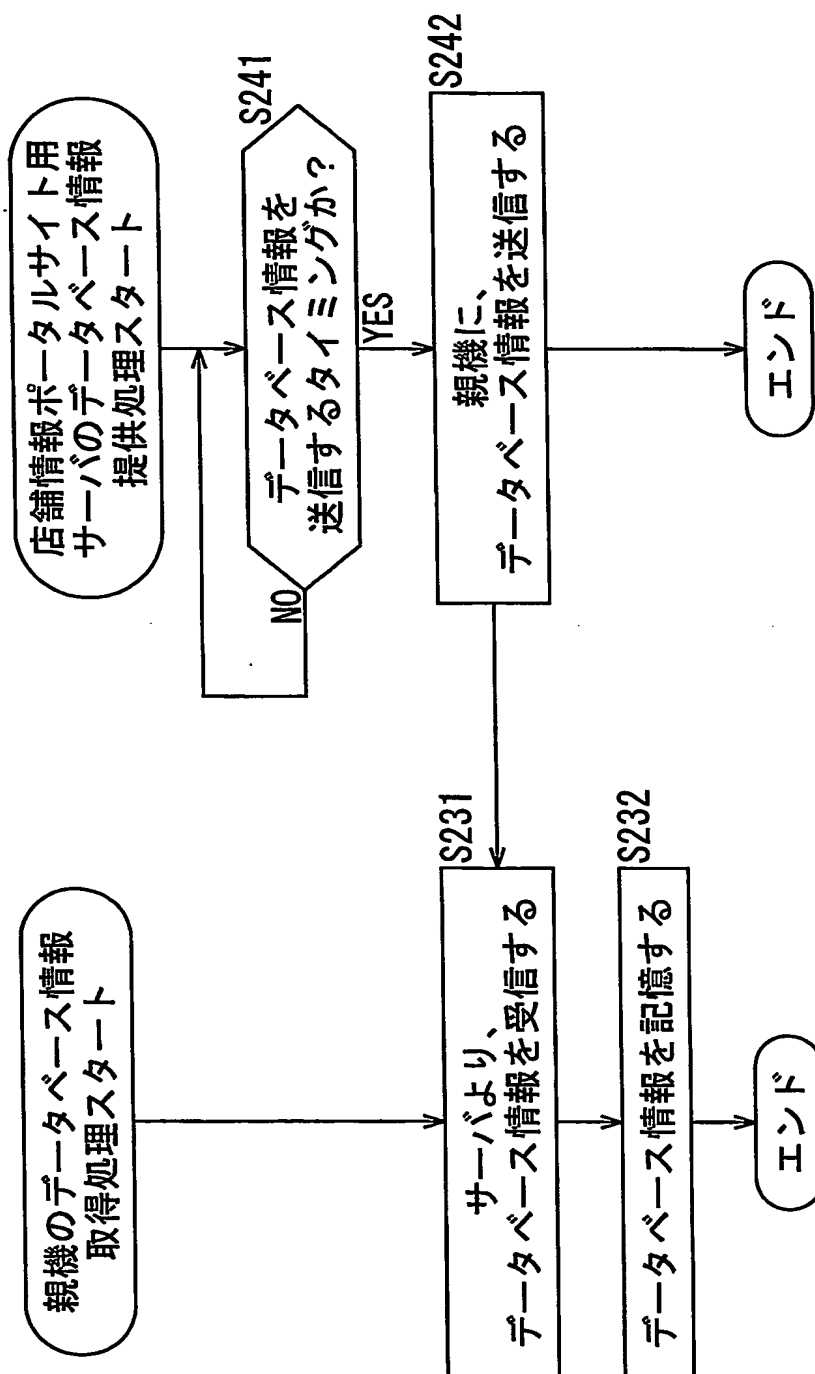 親機のデータベース情報
取得処理スタート
S231
サーバより、
データベース情報を受信する
S232
データベース情報を記憶する
エンド
店舗情報ポータルサイト用
サーバのデータベース情報
提供処理スタート
S241
データベース情報を
送信するタイミングか?
NO
YES
S242
親機に、
データベース情報を送信する
エンド